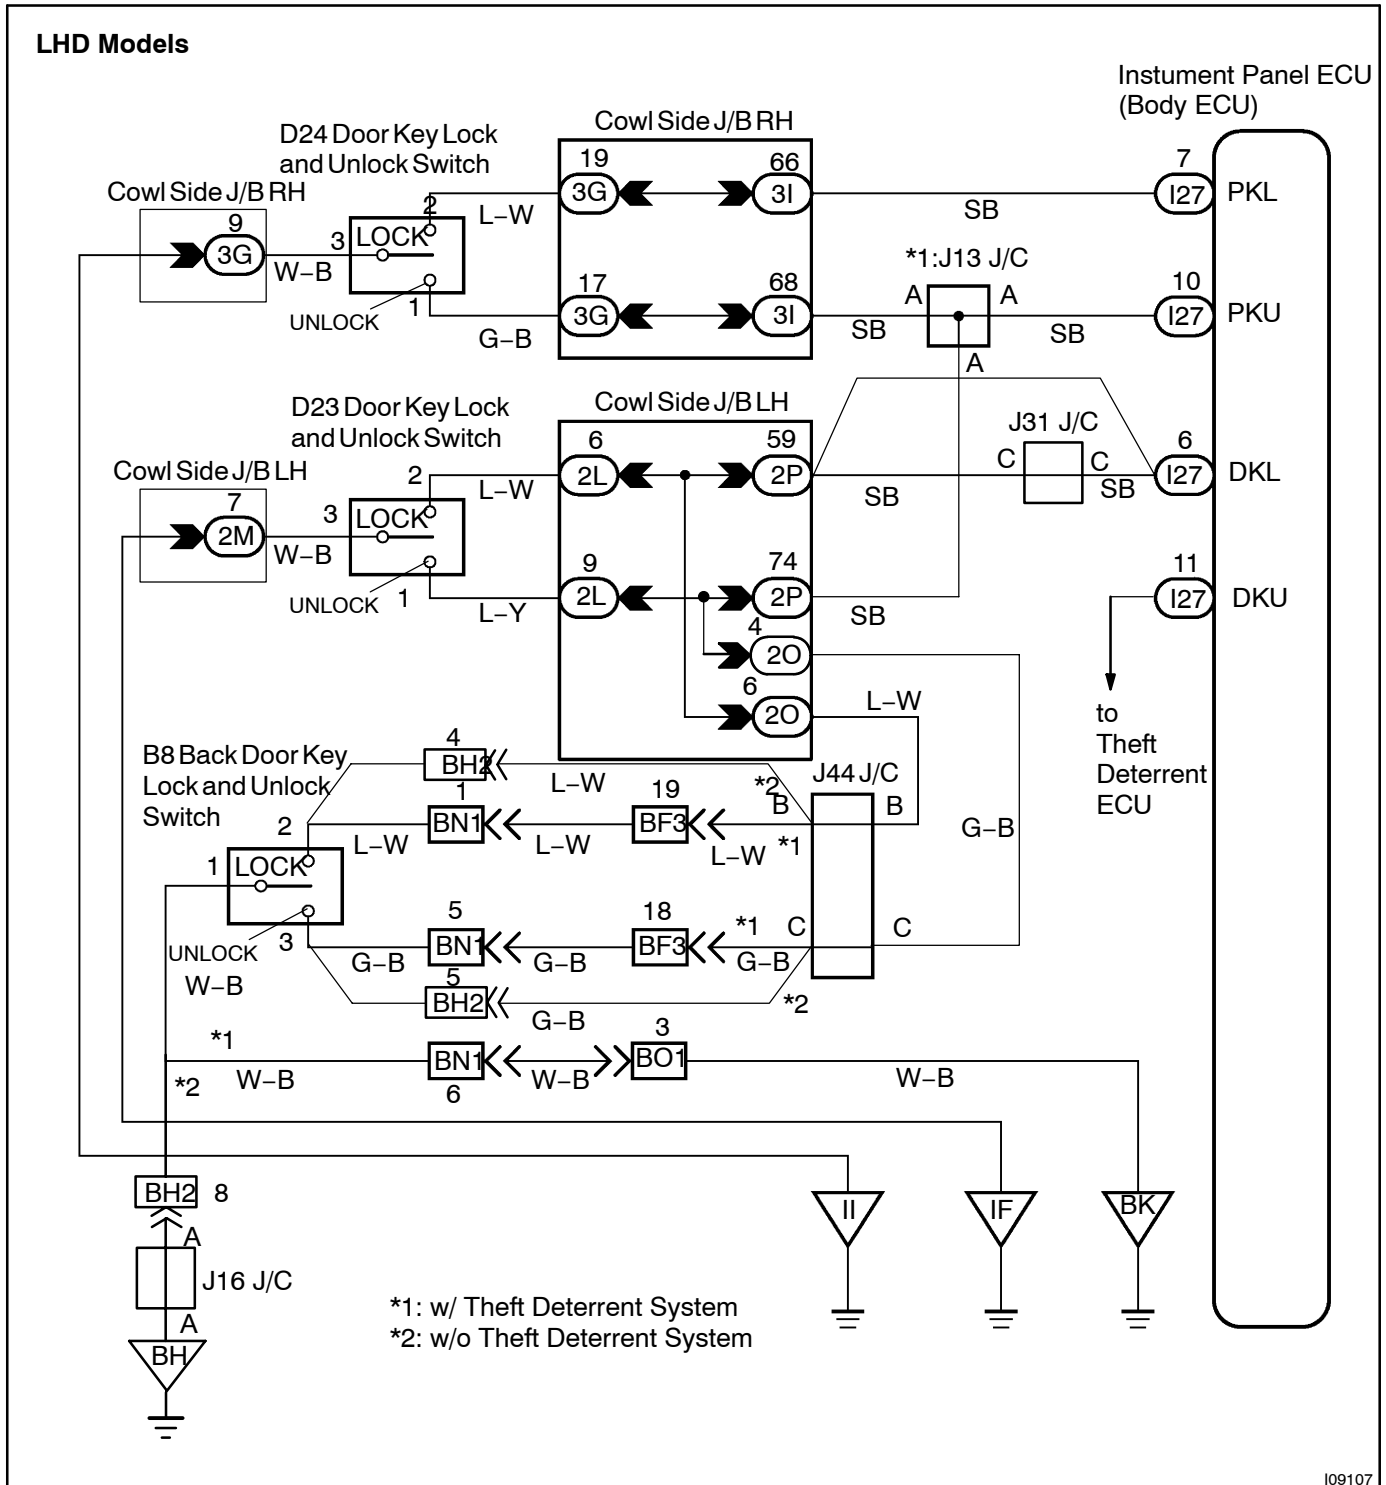 LHD Models
Instument Panel ECU
(Body ECU)
Cowl Side J/B RH
D24 Door Key Lock
and Unlock Switch
Cowl Side J/B RH
19
66
7
3G
3I
I27
PKL
2
L-W
SB
9
3G
W-B
3
LOCK
*1:J13 J/C
17
68
A
A
10
1
UNLOCK
3G
3I
I27
PKU
G-B
SB
SB
A
D23 Door Key Lock
and Unlock Switch
Cowl Side J/B LH
J31 J/C
Cowl Side J/B LH
6
59
C
C
6
2
2L
2P
I27
DKL
L-W
SB
SB
7
2M
W-B
3
LOCK
9
74
11
UNLOCK
1
2L
2P
I27
DKU
L-Y
SB
4
2O
6
2O
L-W
to
Theft
Deterrent
ECU
B8 Back Door Key
Lock and Unlock
Switch
4
BH2
L-W
*2
J44 J/C
1
19
B
B
2
BN1
BF3
G-B
L-W
L-W
L-W
*1
1
LOCK
5
18
*1
C
C
UNLOCK
3
BN1
BF3
G-B
G-B
G-B
W-B
5
BH2
*2
G-B
3
*1
BN1
BO1
*2
W-B
6
W-B
W-B
BH2
8
A
J16 J/C
A
BH
II
IF
BK
*1: w/ Theft Deterrent System
*2: w/o Theft Deterrent System
I09107